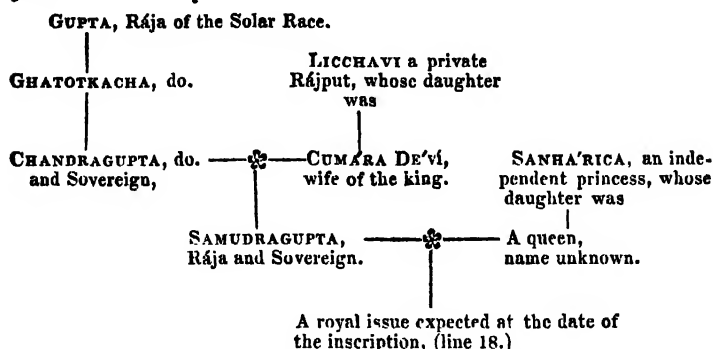 GUPTA, Rája of the Solar Race.
LICCHAVI a private
GHATOTKACHA, do. Rájput, whose daughter
was
CHANDRAGUPTA, do. CUMÁRA DE'VÍ, SANHA'RICA, an inde-
and Sovereign, wife of the king. pendent princess, whose
daughter was
SAMUDRAGUPTA, A queen,
Rája and Sovereign. name unknown.
A royal issue expected at the date of
the inscription, (line 18.)